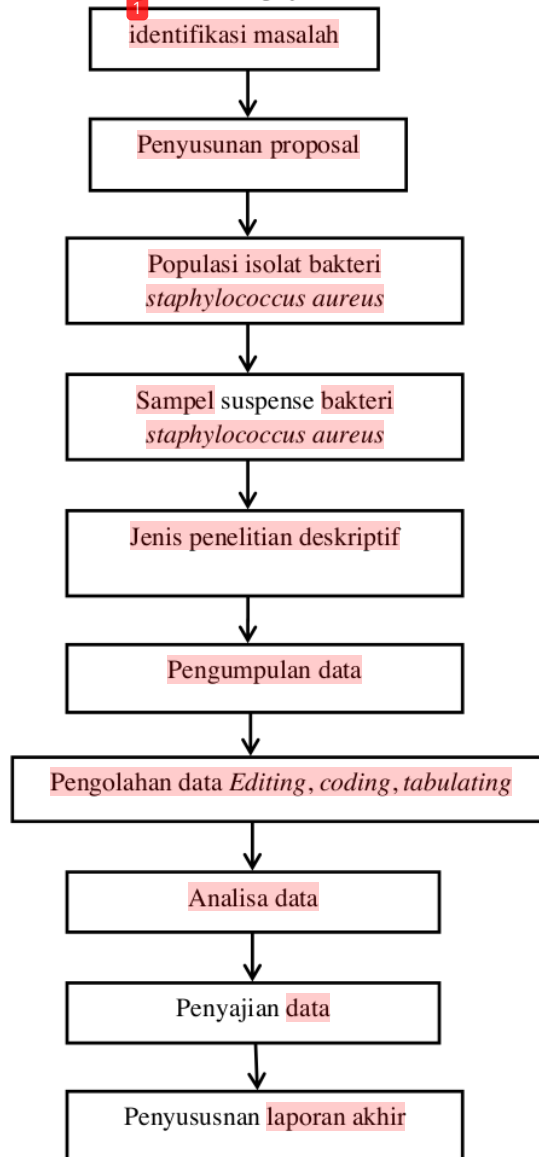 1
identifikasi masalah
Penyusunan proposal
Populasi isolat bakteri
staphylococcus aureus
Sampel suspense bakteri
staphylococcus aureus
Jenis penelitian deskriptif
Pengumpulan data
Pengolahan data Editing, coding, tabulating
Analisa data
Penyajian data
Penyususnan laporan akhir